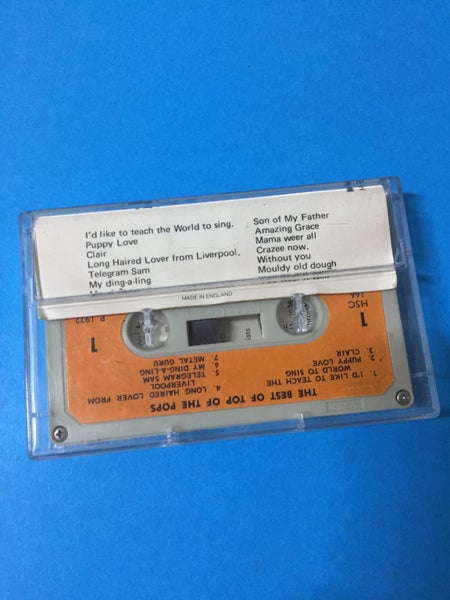 I'd like to teach the World to sing.
Puppy Love
Clair
Long Haired Lover from Liverpool.
Telegram Sam
My ding-a-ling
Son of My Father
Amazing Grace
Mama weer all
Crazee now.
Without you
Mouldy old dough
MADE IN ENGLAND
THE BEST OF TOP OF THE POPS
1. I'D LIKE TO TEACH THE
WORLD TO SING
2. PUPPY LOVE
3. CLAIR
4. LONG HAIRED LOVER FROM
LIVERPOOL
5. TELEGRAM SAM
6. MY DING-A-LING
7. METAL GURU
1
1
P 1972
HSC